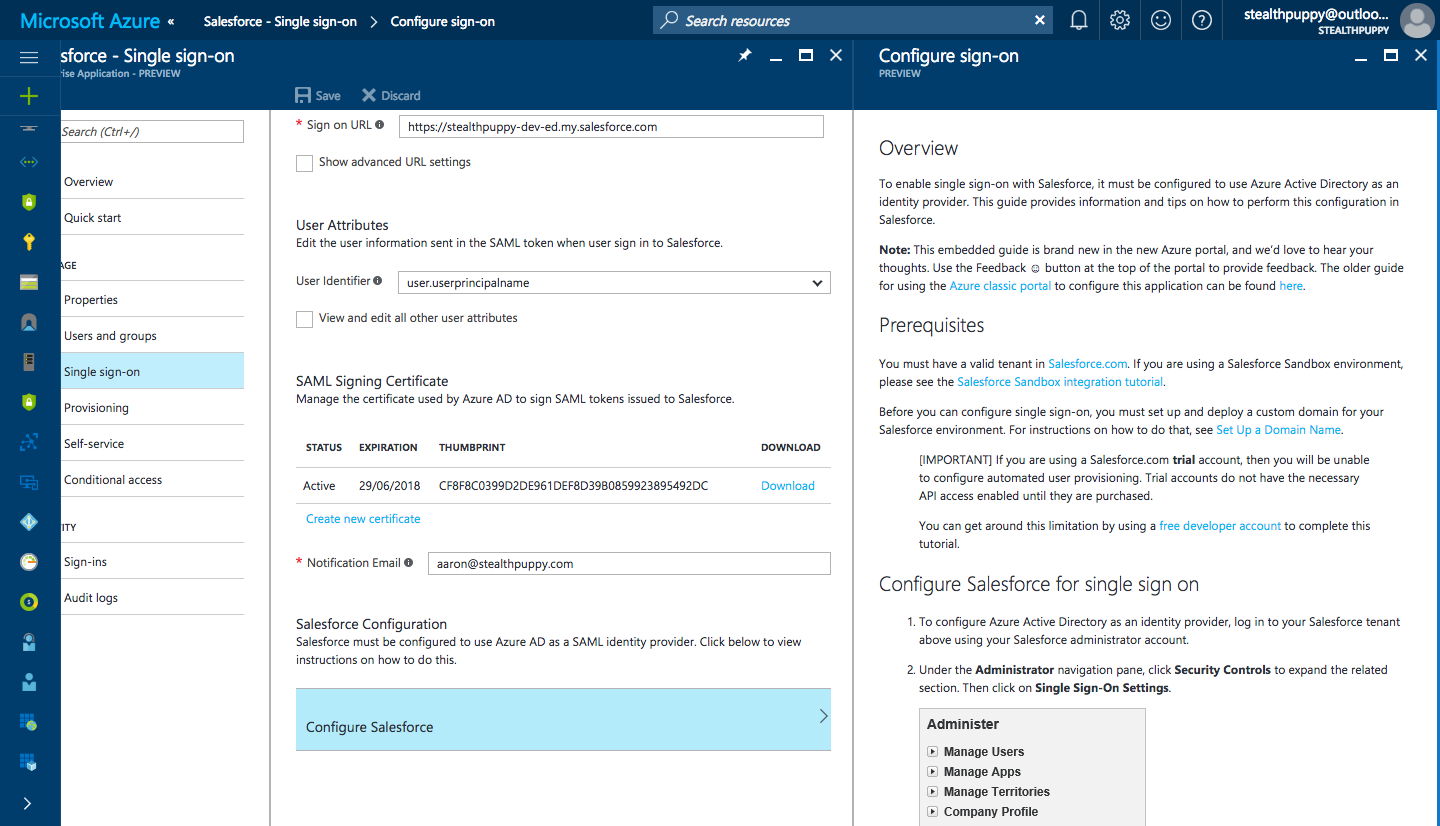 Microsoft Azure «
Salesforce - Single sign-on > Configure sign-on
Search resources
stealthpuppy@outloo...
STEALTHPUPPY
sforce - Single sign-on
rise Application - PREVIEW
Save
Discard
Search (Ctrl+/)
Overview
Quick start
AGE
Properties
Users and groups
Single sign-on
Provisioning
Self-service
Conditional access
ITY
Sign-ins
Audit logs
* Sign on URL
https://stealthpuppy-dev-ed.my.salesforce.com
Show advanced URL settings
User Attributes
Edit the user information sent in the SAML token when user sign in to Salesforce.
User Identifier
user.userprincipalname
View and edit all other user attributes
SAML Signing Certificate
Manage the certificate used by Azure AD to sign SAML tokens issued to Salesforce.
STATUS EXPIRATION THUMBPRINT DOWNLOAD
Active 29/06/2018 CF8F8C0399D2DE961DEF8D39B0859923895492DC Download
Create new certificate
* Notification Email
aaron@stealthpuppy.com
Salesforce Configuration
Salesforce must be configured to use Azure AD as a SAML identity provider. Click below to view
instructions on how to do this.
Configure Salesforce
Configure sign-on
PREVIEW
Overview
To enable single sign-on with Salesforce, it must be configured to use Azure Active Directory as an
identity provider. This guide provides information and tips on how to perform this configuration in
Salesforce.
Note: This embedded guide is brand new in the new Azure portal, and we’d love to hear your
thoughts. Use the Feedback ☺ button at the top of the portal to provide feedback. The older guide
for using the Azure classic portal to configure this application can be found here.
Prerequisites
You must have a valid tenant in Salesforce.com. If you are using a Salesforce Sandbox environment,
please see the Salesforce Sandbox integration tutorial.
Before you can configure single sign-on, you must set up and deploy a custom domain for your
Salesforce environment. For instructions on how to do that, see Set Up a Domain Name.
[IMPORTANT] If you are using a Salesforce.com trial account, then you will be unable
to configure automated user provisioning. Trial accounts do not have the necessary
API access enabled until they are purchased.
You can get around this limitation by using a free developer account to complete this
tutorial.
Configure Salesforce for single sign on
1. To configure Azure Active Directory as an identity provider, log in to your Salesforce tenant
above using your Salesforce administrator account.
2. Under the Administrator navigation pane, click Security Controls to expand the related
section. Then click on Single Sign-On Settings.
Administer
Manage Users
Manage Apps
Manage Territories
Company Profile